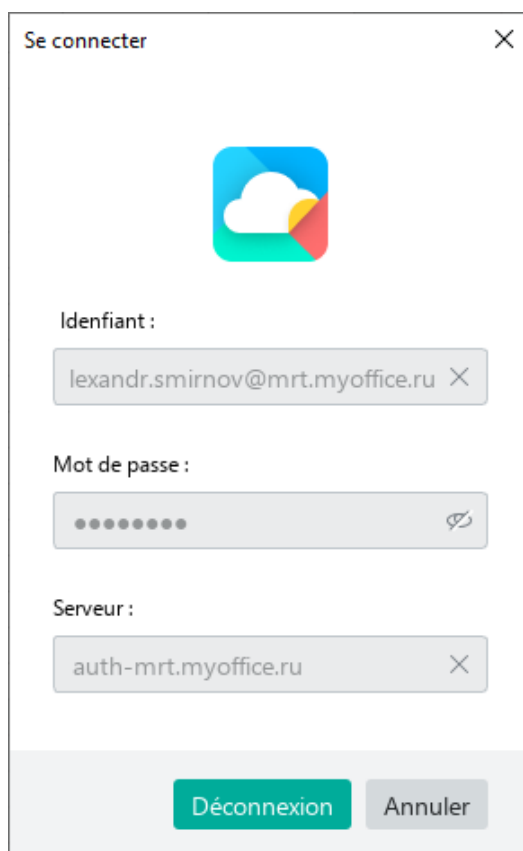 Se connecter
Idenfiant :
lexandr.smirnov@mrt.myoffice.ru
Mot de passe :
Serveur :
auth-mrt.myoffice.ru
Déconnexion Annuler